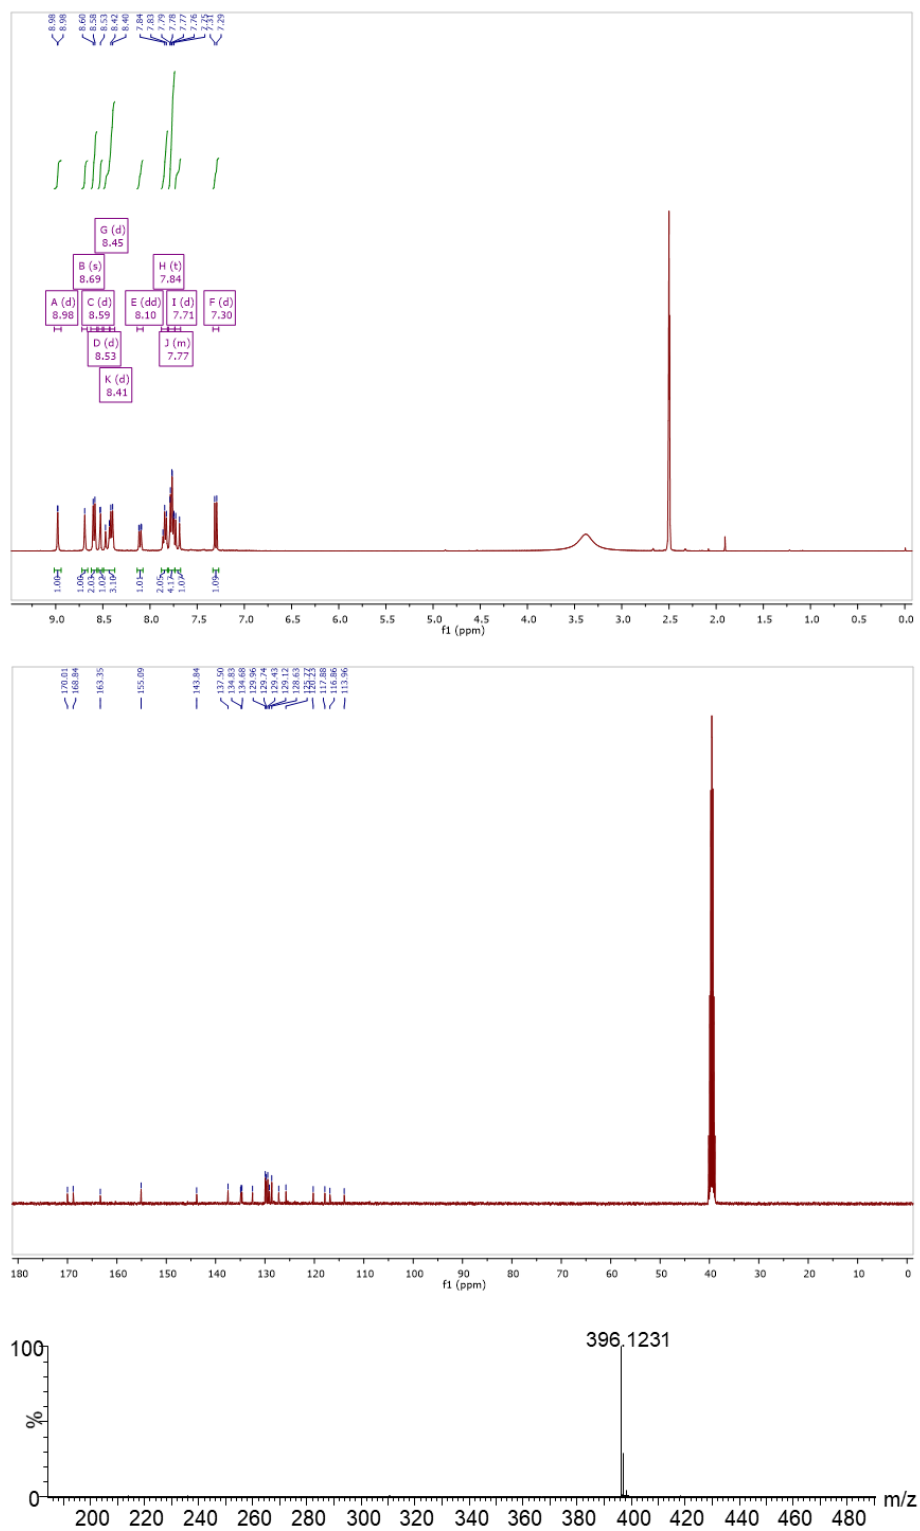 8.98 8.98 8.60 8.58 8.53 8.42 8.40 7.84 7.83 7.79 7.78 7.77 7.76 7.75 7.31 7.29
G (d)
8.45
B (s) H (t)
8.69 7.84
A (d) C (d) E (dd) I (d) F (d)
8.98 8.59 8.10 7.71 7.30
D (d) J (m)
8.53 7.77
K (d)
8.41
1.00 1.00 2.03 1.02 3.10 1.01 2.05 4.17 1.07 1.09
9.0 8.5 8.0 7.5 7.0 6.5 6.0 5.5 5.0 4.5 4.0 3.5 3.0 2.5 2.0 1.5 1.0 0.5 0.0
f1 (ppm)
170.01 168.84 163.35 155.09 143.84 137.50 134.83 134.68 129.96 129.74 129.43 129.12 128.63 125.77 120.23 117.88 116.86 113.96
180 170 160 150 140 130 120 110 100 90 80 70 60 50 40 30 20 10 0
f1 (ppm)
396.1231
100
%
0
m/z
200 220 240 260 280 300 320 340 360 380 400 420 440 460 480